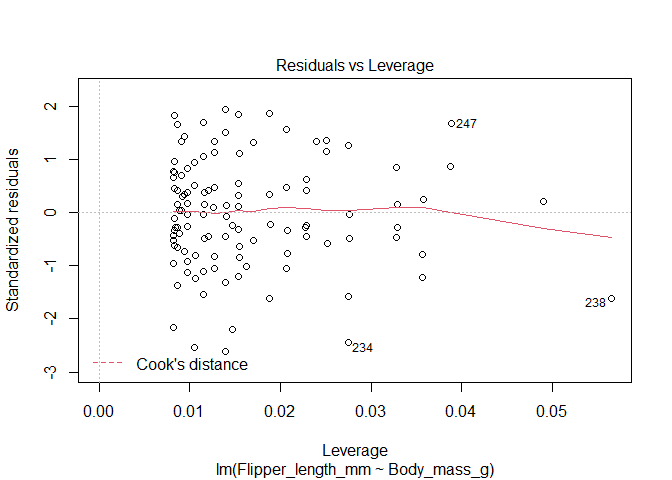 Residuals vs Leverage
Standardized residuals
2
1
0
-1
-2
-3
247
238
234
Cook's distance
0.00 0.01 0.02 0.03 0.04 0.05
Leverage
lm(Flipper_length_mm ~ Body_mass_g)